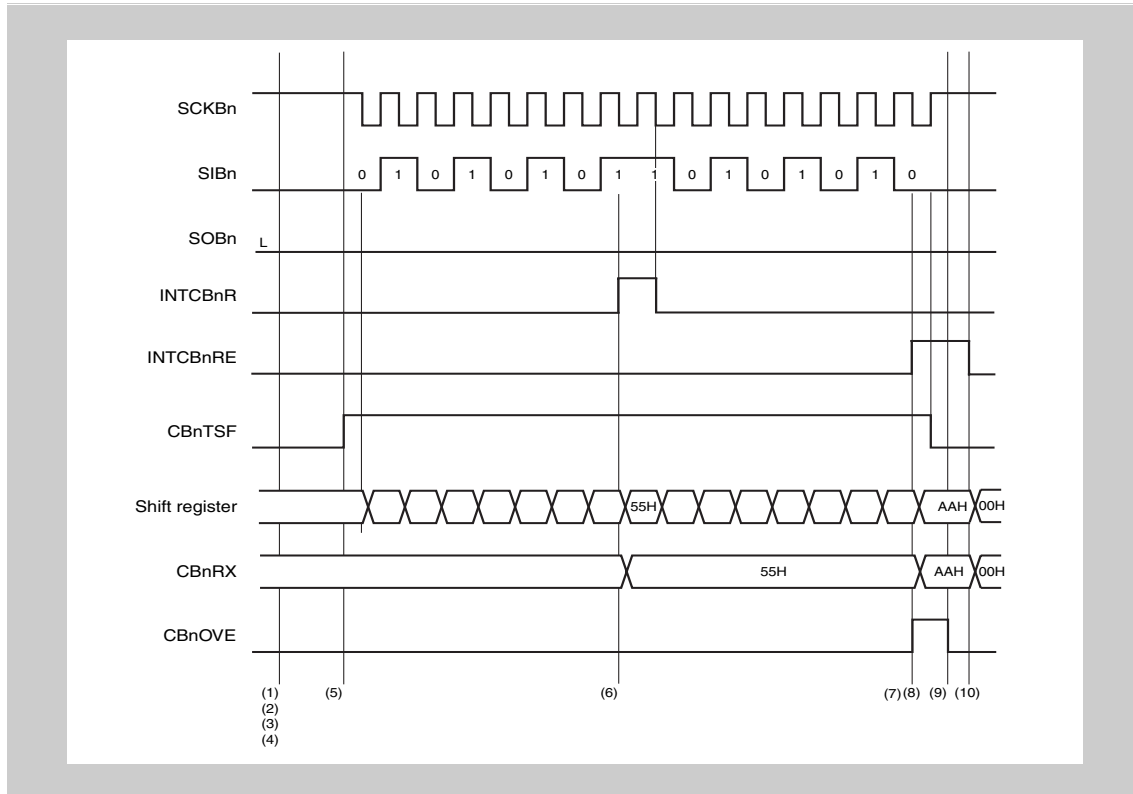 SCKBn
SIBn
0 1 0 1 0 1 0 1 1 0 1 0 1 0 1 0
SOBn
L
INTCBnR
INTCBnRE
CBnTSF
Shift register
55H AAH 00H
CBnRX
55H AAH 00H
CBnOVE
(1) (5) (6) (7) (8) (9) (10)
(2)
(3)
(4)